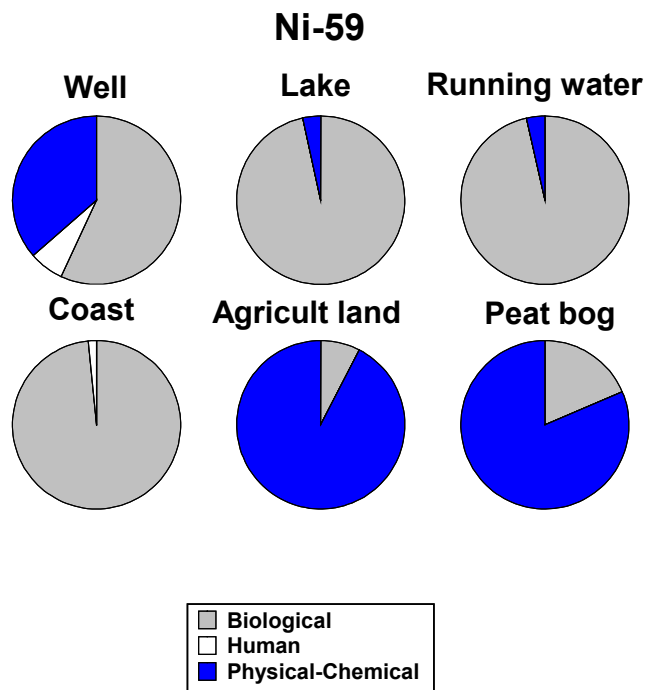 Ni-59
Well
Lake
Running water
Coast
Agricult land
Peat bog
Biological
Human
Physical-Chemical